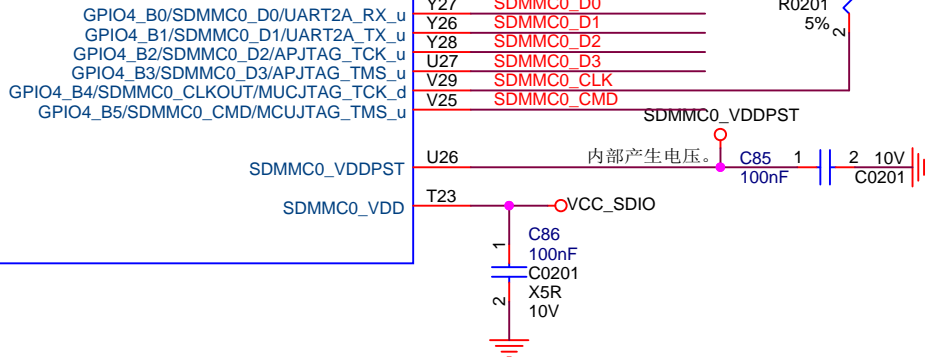 GPIO4_B0/SDMMC0_D0/UART2A_RX_u Y27 SDMMC0_D0
R0201
GPIO4_B1/SDMMC0_D1/UART2A_TX_u Y26 SDMMC0_D1
5%
2
GPIO4_B2/SDMMC0_D2/APJTAG_TCK_u Y28 SDMMC0_D2
GPIO4_B3/SDMMC0_D3/APJTAG_TMS_u U27 SDMMC0_D3
GPIO4_B4/SDMMC0_CLKOUT/MUCJTAG_TCK_d V29 SDMMC0_CLK
GPIO4_B5/SDMMC0_CMD/MCUJTAG_TMS_u V25 SDMMC0_CMD
SDMMC0_VDDPST
SDMMC0_VDDPST U26 内部产生电压。 C85 1 2 10V
100nF C0201
SDMMC0_VDD T23 VCC_SDIO
C86
1
100nF
C0201
X5R
2
10V